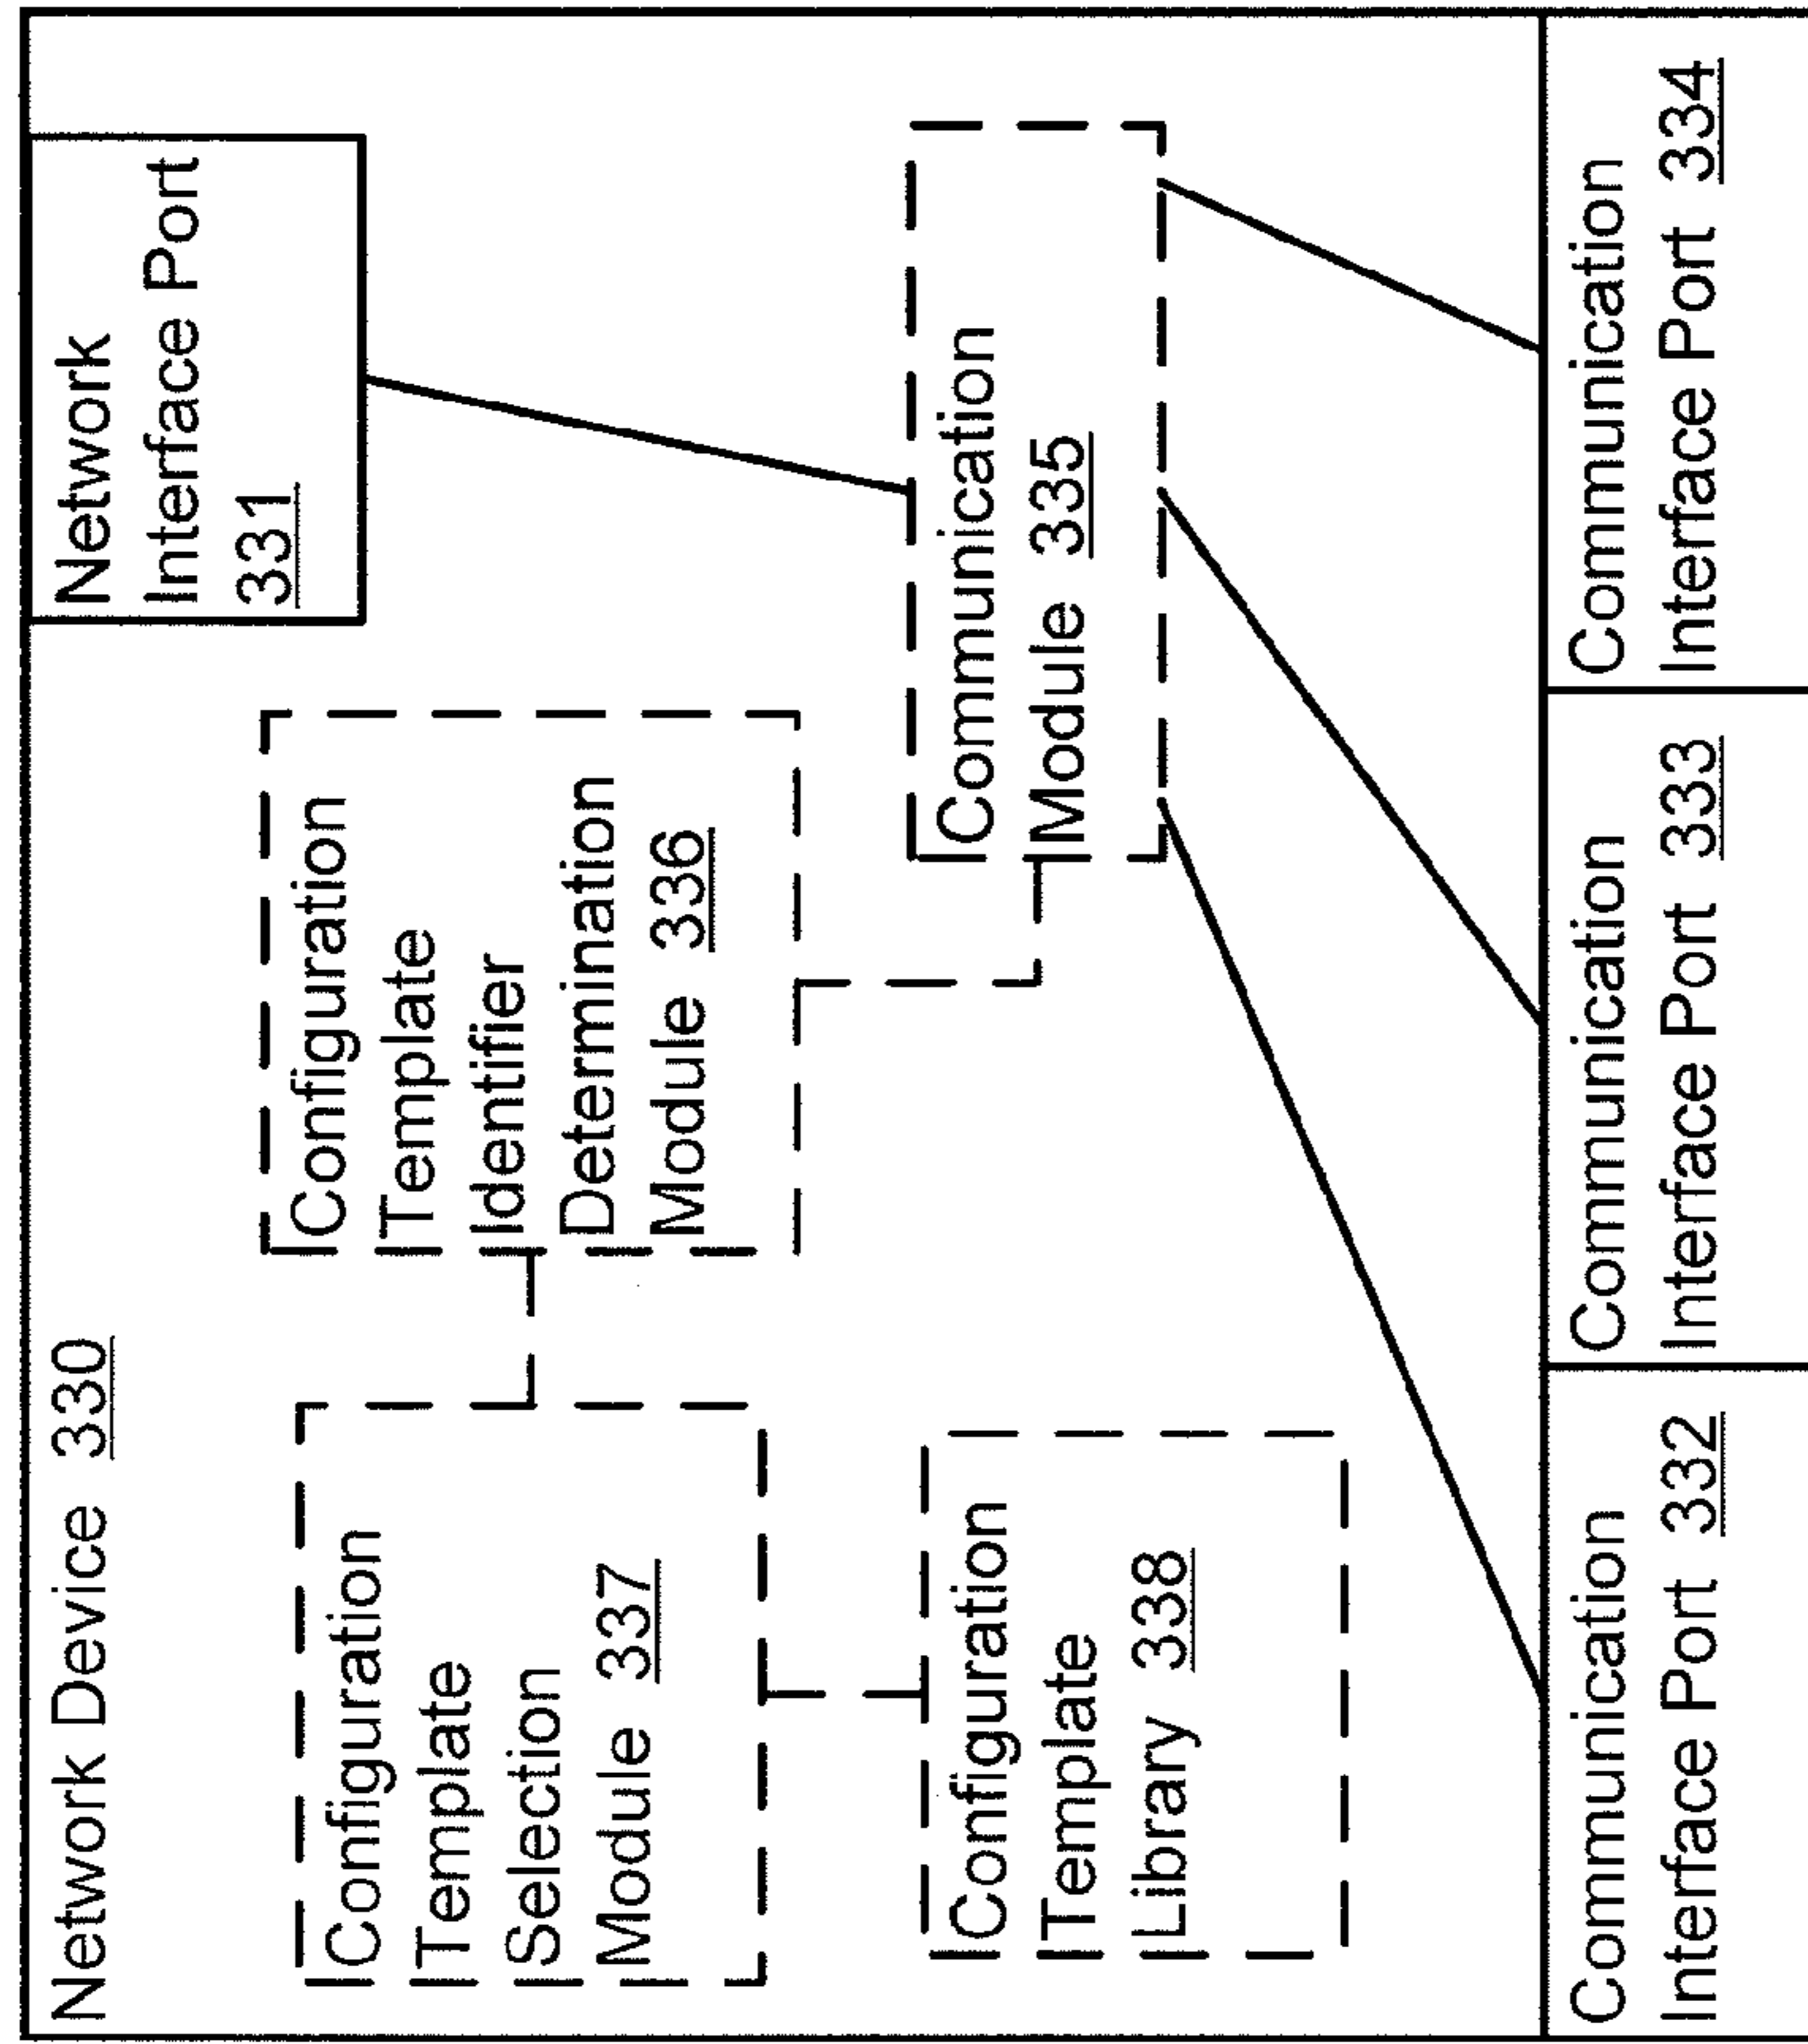 Network Device 330
Network
Interface Port
331
Configuration
Template
Identifier
Determination
Module 336
Configuration
Template
Selection
Module 337
Communication
Module 335
Configuration
Template
Library 338
Communication
Interface Port 332
Communication
Interface Port 333
Communication
Interface Port 334